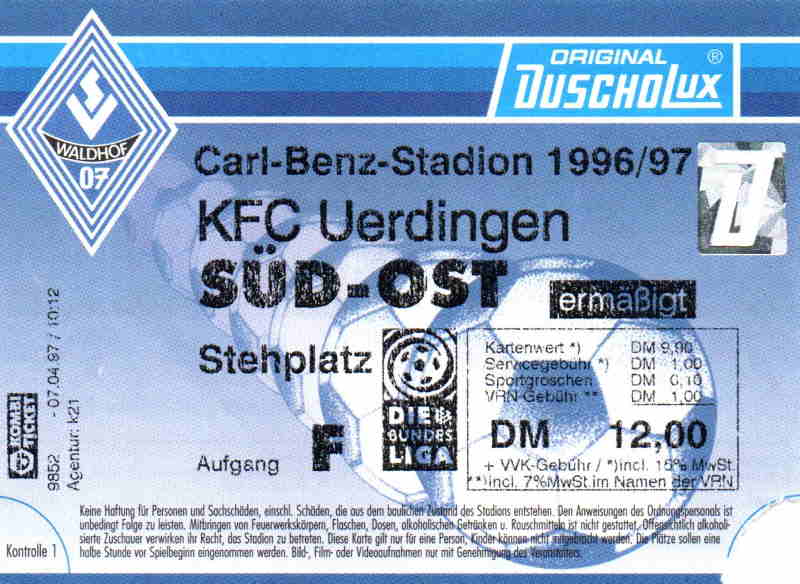 ORIGINAL
DUSCHOLUX ®
SV
WALDHOF
07
Carl-Benz-Stadion 1996/97
KFC Uerdingen
SÜD-OST
ermäßigt
Stehplatz
DIE
BUNDES
LIGA
Kartenwert *) DM 9,90
Servicegebühr *) DM 1,00
Sportgroschen DM 0,10
VRN-Gebühr ** DM 1,00
DM 12,00
+ VVK-Gebühr / *)incl. 15% MwSt
**)incl. 7%MwSt.im Namen der VRN
Aufgang F
KOMBI
TICKET
9852 - 07.04.97 / 10:12
Agentur: k21
Kontrolle 1
Keine Haftung für Personen und Sachschäden, einschl. Schäden, die aus dem baulichen Zustand des Stadions entstehen. Den Anweisungen des Ordnungspersonals ist
unbedingt Folge zu leisten. Mitbringen von Feuerwerkskörpern, Flaschen, Dosen, alkoholischen Getränken u. Rauschmitteln ist nicht gestattet. Offensichtlich alkoholi-
sierte Zuschauer verwirken ihr Recht, das Stadion zu betreten. Diese Karte gilt nur für eine Person, Kinder können nicht mitgenommen werden. Die Plätze sollen eine
halbe Stunde vor Spielbeginn eingenommen werden. Bild-, Film- oder Videoaufnahmen nur mit Genehmigung des Veranstalters.